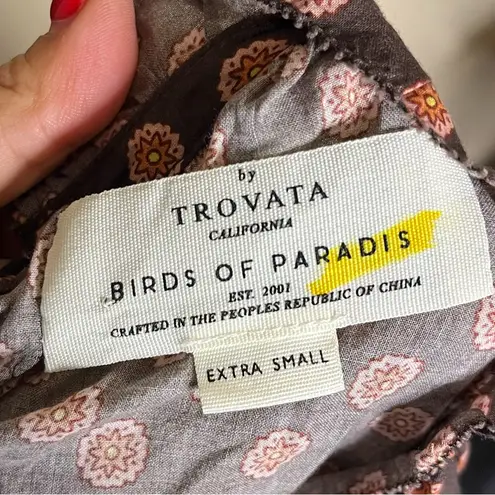 by
TROVATA
CALIFORNIA
BIRDS OF PARADIS
EST. 2001
CRAFTED IN THE PEOPLES REPUBLIC OF CHINA
EXTRA SMALL